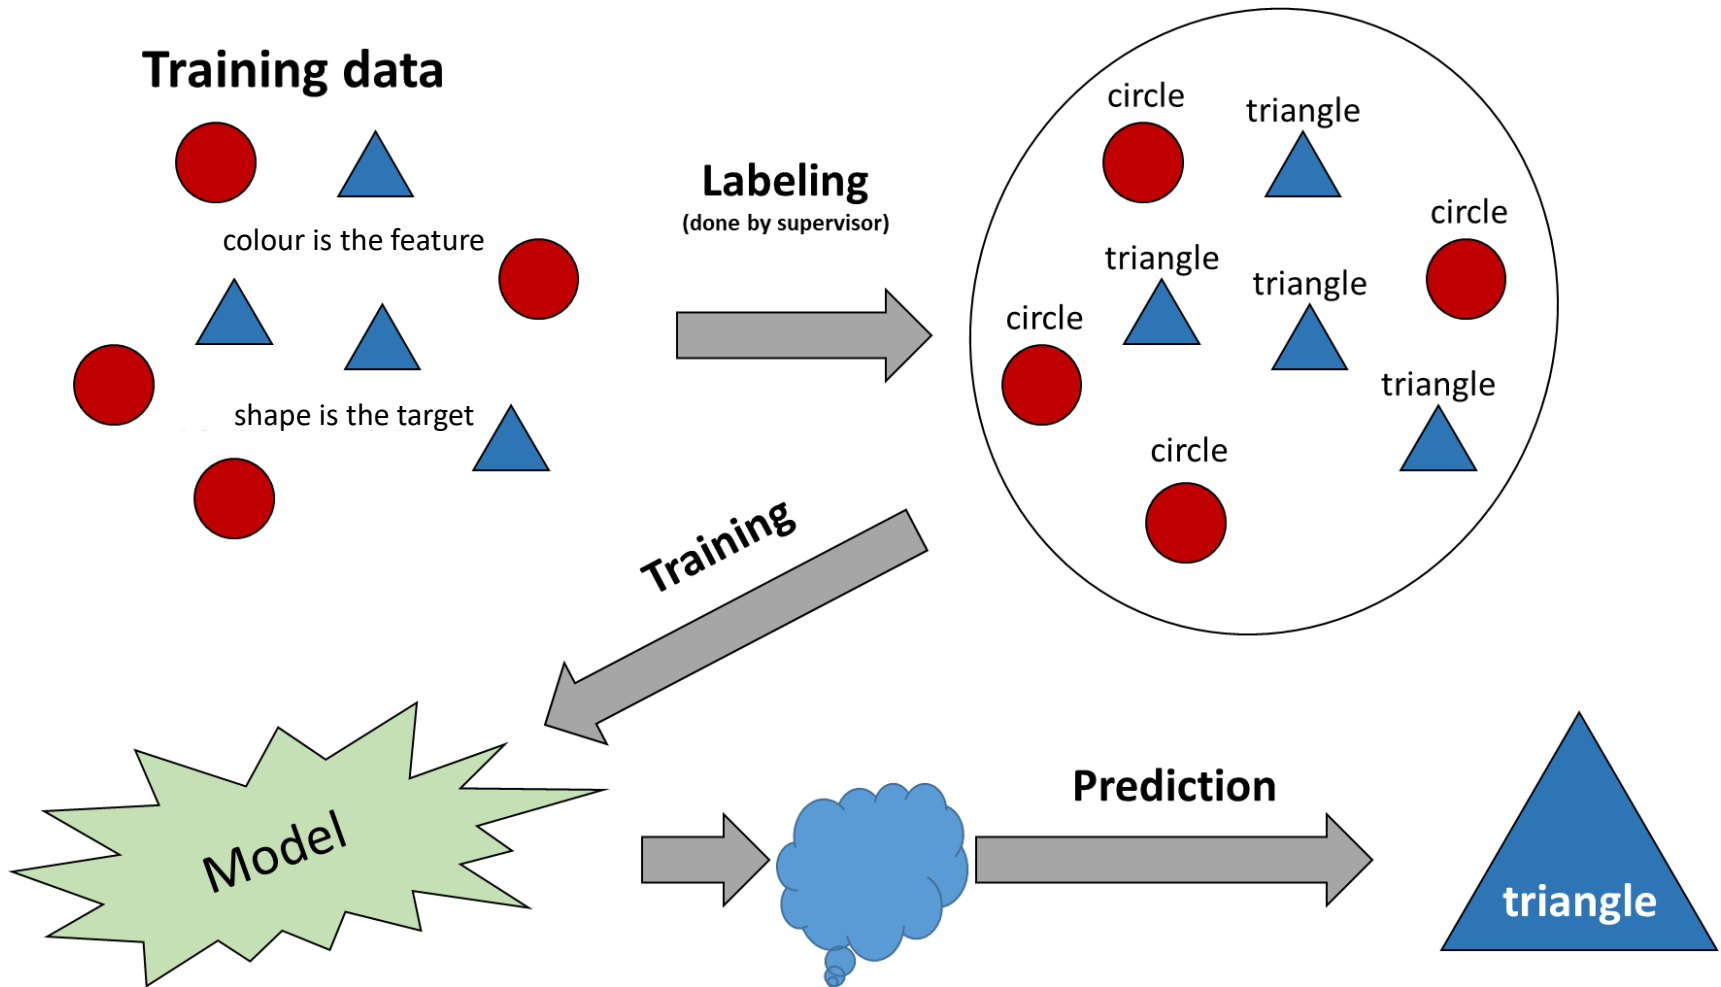 Training data
colour is the feature
shape is the target
Labeling
(done by supervisor)
circle
triangle
circle
triangle
triangle
circle
triangle
circle
Training
Model
Prediction
triangle